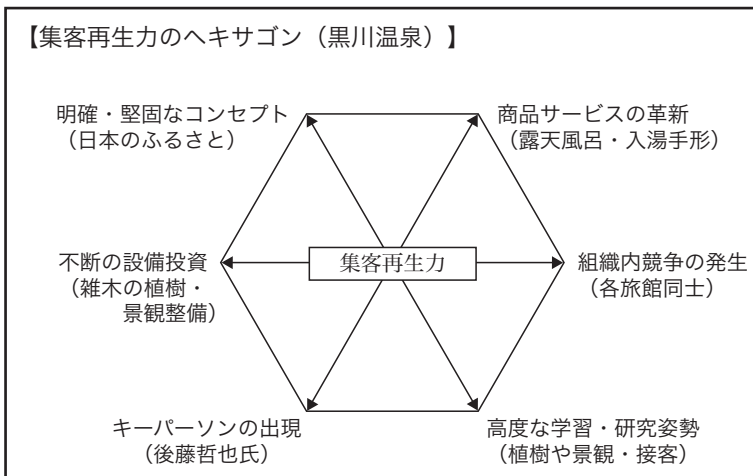 【集客再生力のヘキサゴン（黒川温泉）】
明確・堅固なコンセプト
（日本のふるさと）
商品サービスの革新
（露天風呂・入湯手形）
不断の設備投資
（雑木の植樹・
景観整備）
集客再生力
組織内競争の発生
（各旅館同士）
キーパーソンの出現
（後藤哲也氏）
高度な学習・研究姿勢
（植樹や景観・接客）